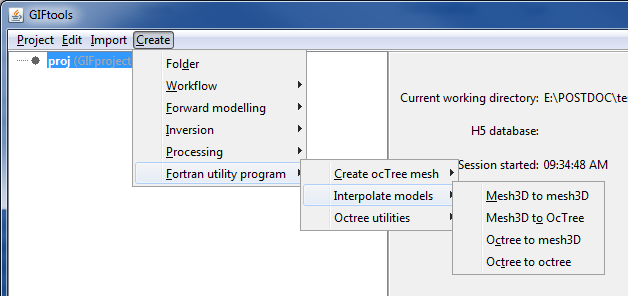 GIFtools
Project Edit Import Create
proj (GIFproject
Folder
Workflow
Forward modelling
Inversion
Processing
Fortran utility program
Create ocTree mesh
Interpolate models
Octree utilities
Mesh3D to mesh3D
Mesh3D to OcTree
Octree to mesh3D
Octree to octree
Current working directory: E:\POSTDOC\te
H5 database:
Session started: 09:34:48 AM